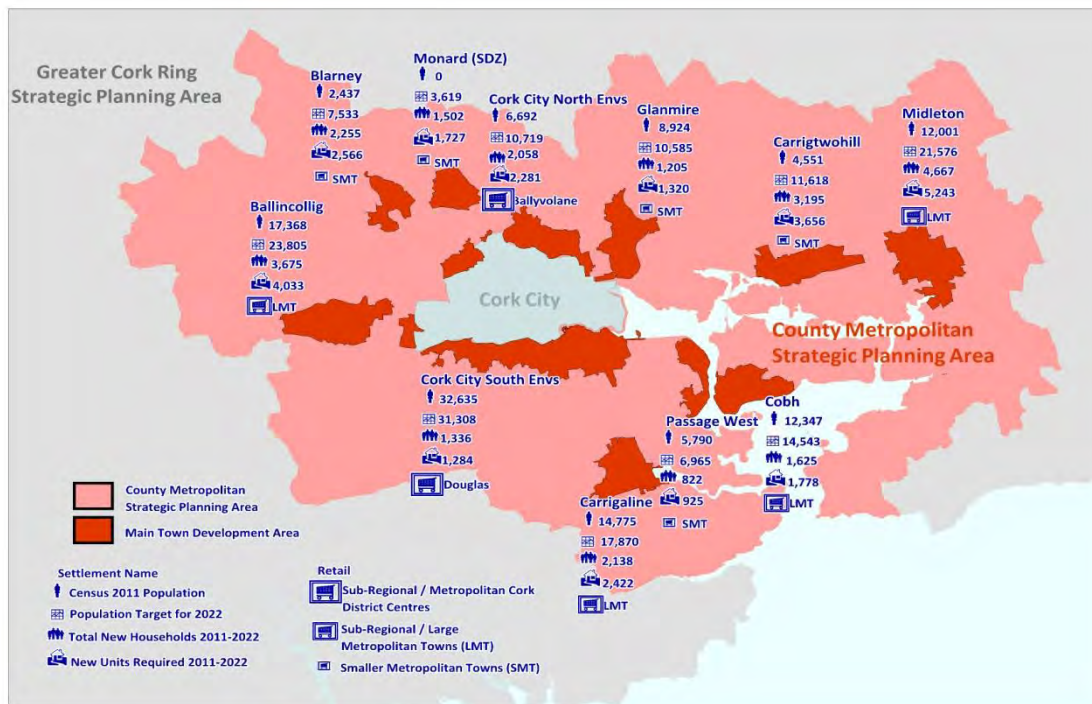 Greater Cork Ring
Strategic Planning Area
Blarney
2,437
7,533
2,255
2,566
SMT
Monard (SDZ)
0
3,619
1,502
1,727
SMT
Cork City North Envs
6,692
10,719
2,058
2,281
Ballyvolane
Glanmire
8,924
10,585
1,205
1,320
SMT
Carrigtwohill
4,551
11,618
3,195
3,656
SMT
Midleton
12,001
21,576
4,667
5,243
LMT
Ballincollig
17,368
23,805
3,675
4,033
LMT
Cork City
County Metropolitan
Strategic Planning Area
Cork City South Envs
32,635
31,308
1,336
1,284
Douglas
Passage West
5,790
6,965
822
925
SMT
Cobh
12,347
14,543
1,625
1,778
LMT
Carrigaline
14,775
17,870
2,138
2,422
LMT
County Metropolitan
Strategic Planning Area
Main Town Development Area
Settlement Name
Census 2011 Population
Population Target for 2022
Total New Households 2011-2022
New Units Required 2011-2022
Retail
Sub-Regional / Metropolitan Cork
District Centres
Sub-Regional / Large
Metropolitan Towns (LMT)
Smaller Metropolitan Towns (SMT)